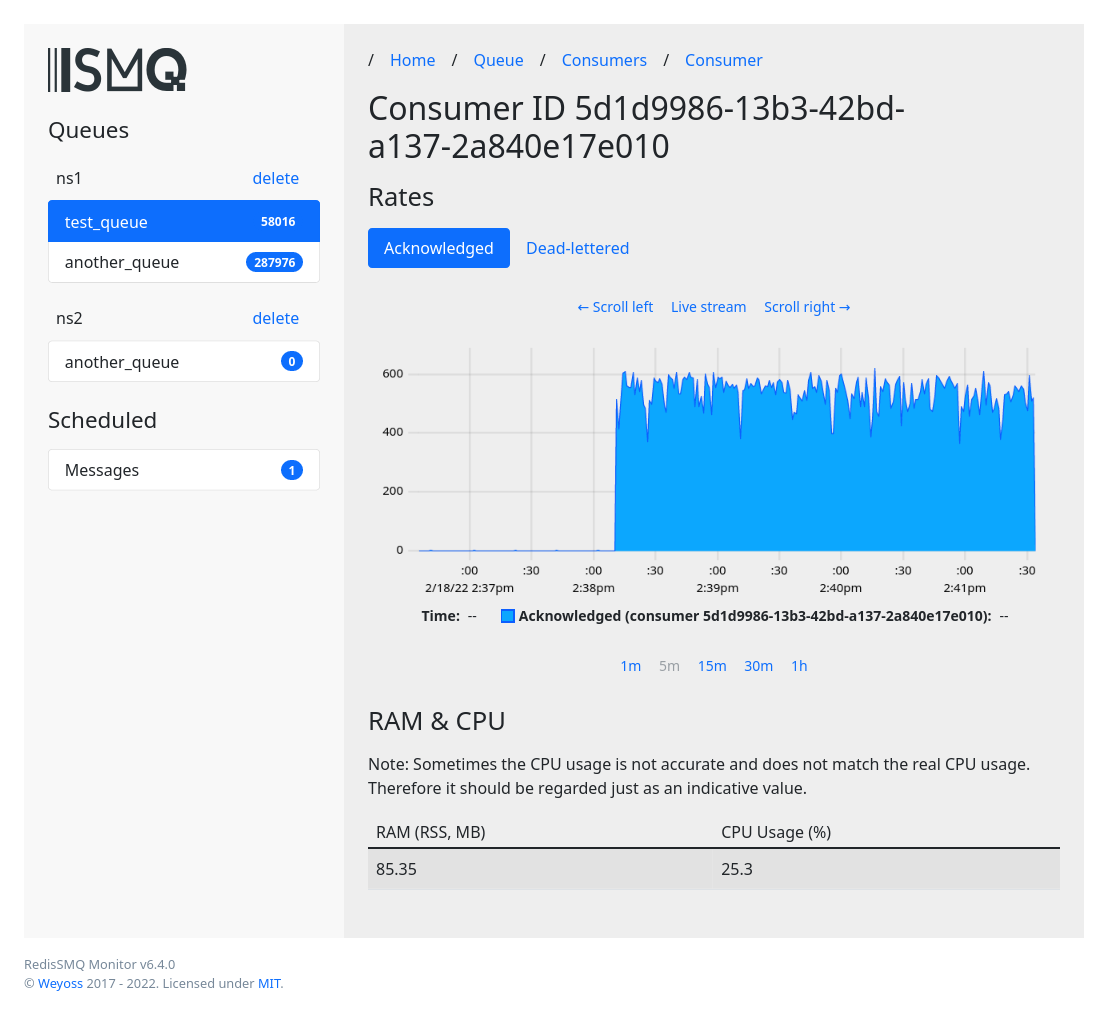 ISMQ
Queues
ns1 delete
test_queue 58016
another_queue 287976
ns2 delete
another_queue 0
Scheduled
Messages 1
/ Home / Queue / Consumers / Consumer
Consumer ID 5d1d9986-13b3-42bd-
a137-2a840e17e010
Rates
Acknowledged Dead-lettered
← Scroll left Live stream Scroll right →
600
400
200
0
:00 :30 :00 :30 :00 :30 :00 :30 :00 :30
2/18/22 2:37pm 2:38pm 2:39pm 2:40pm 2:41pm
Time: -- Acknowledged (consumer 5d1d9986-13b3-42bd-a137-2a840e17e010): --
1m 5m 15m 30m 1h
RAM & CPU
Note: Sometimes the CPU usage is not accurate and does not match the real CPU usage.
Therefore it should be regarded just as an indicative value.
RAM (RSS, MB) CPU Usage (%)
85.35 25.3
RedisSMQ Monitor v6.4.0
© Weyoss 2017 - 2022. Licensed under MIT.